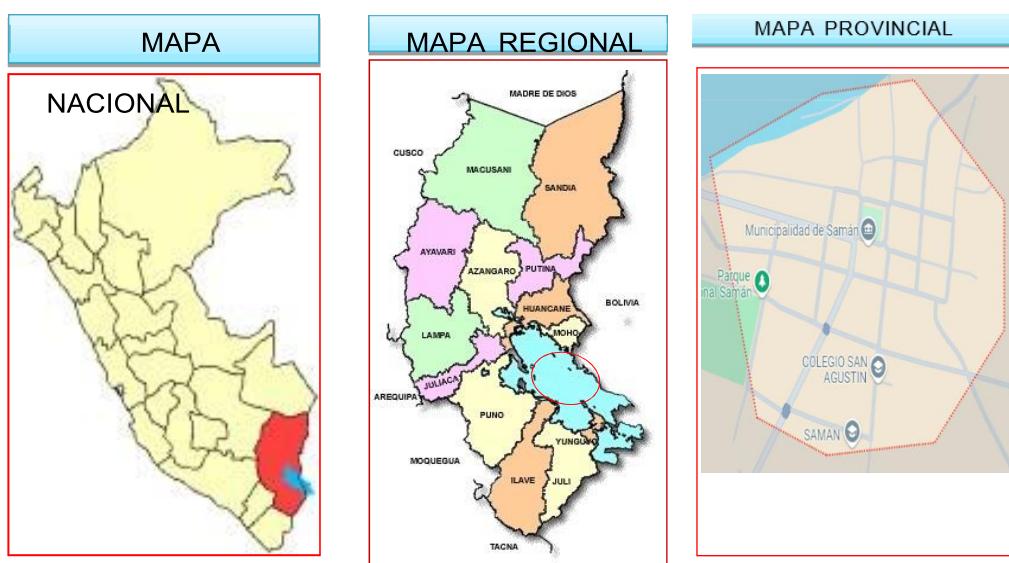 MAPA
NACIONAL
MAPA REGIONAL
MADRE DE DIOS
CUSCO
MACUSANI
SANDIA
AYAVARI
AZANGARO
PUTINA
BOLIVIA
HUANCANE
LAMPA
MOHO
JULIACA
AREQUIPA
PUNO
YUNGUYO
MOQUEGUA
ILAVE
JULI
TACNA
MAPA PROVINCIAL
Municipalidad de Samán
Parque
nal Samán
COLEGIO SAN
AGUSTIN
SAMAN